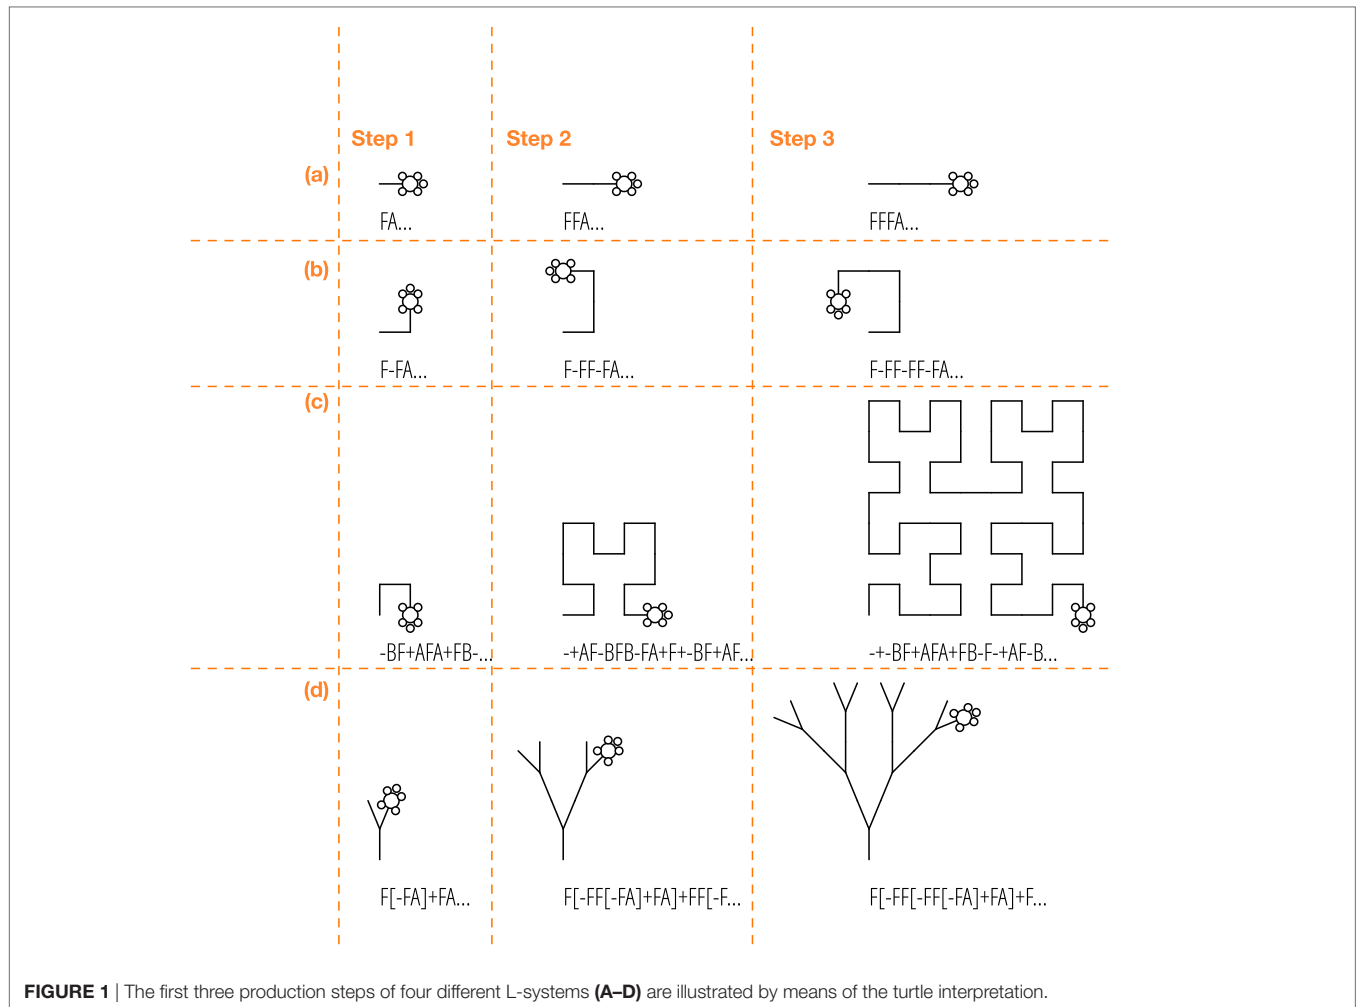 Step 1 Step 2 Step 3
(a)
FA... FFA... FFFA...
(b)
F-FA... F-FF-FA... F-FF-FF-FA...
(c)
-BF+AFA+FB-... -+AF-BFB-FA+F+-BF+AF... -+-BF+AFA+FB-F-+AF-B...
(d)
F[-FA]+FA... F[-FF[-FA]+FA]+FF[-F... F[-FF[-FF[-FA]+FA]+F...
FIGURE 1 | The first three production steps of four different L-systems (A–D) are illustrated by means of the turtle interpretation.